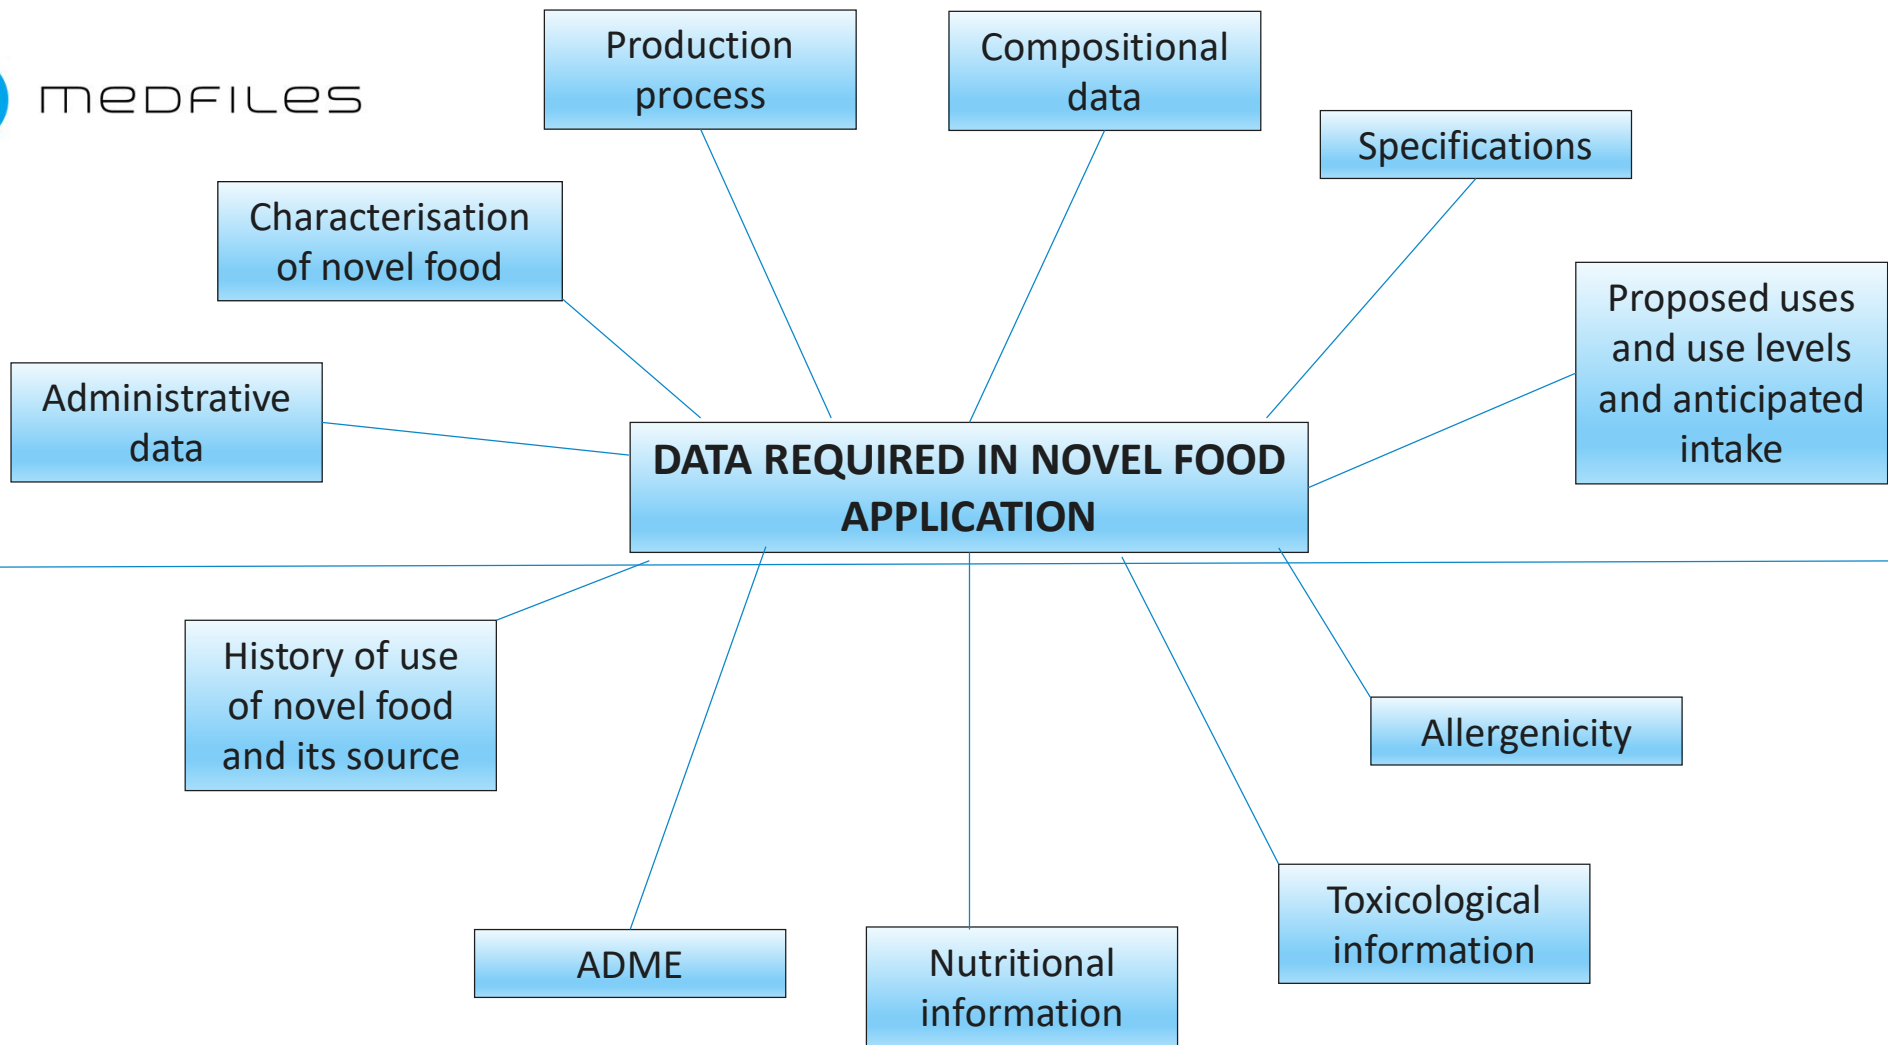 MEDFILES
Production
process
Compositional
data
Specifications
Characterisation
of novel food
Proposed uses
and use levels
and anticipated
intake
Administrative
data
DATA REQUIRED IN NOVEL FOOD
APPLICATION
History of use
of novel food
and its source
Allergenicity
Toxicological
information
ADME
Nutritional
information